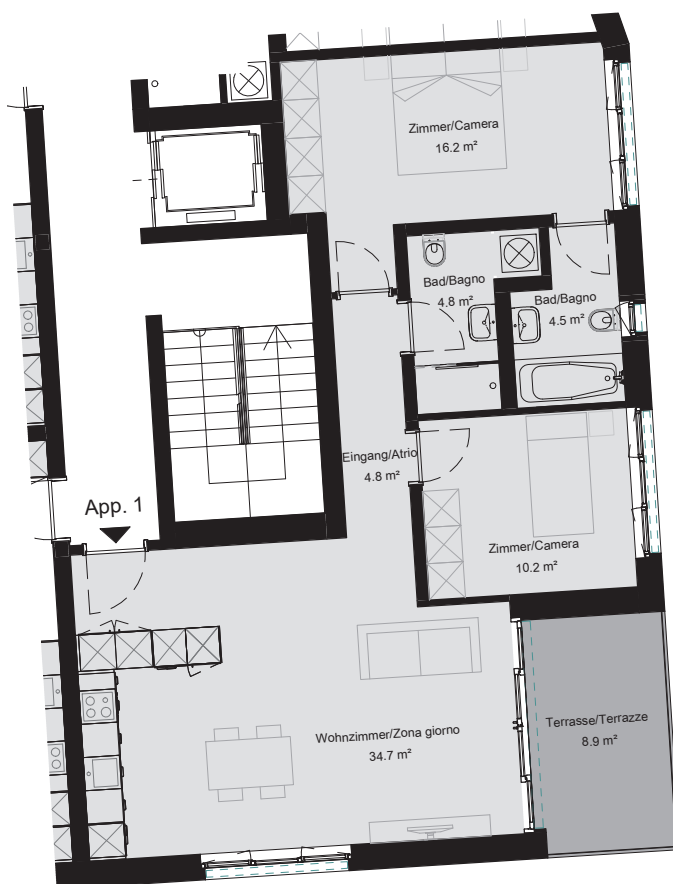 Zimmer/Camera
16.2 m²
Bad/Bagno
4.8 m²
Bad/Bagno
4.5 m²
Eingang/Atrio
4.8 m²
App. 1
Zimmer/Camera
10.2 m²
Wohnzimmer/Zona giorno
34.7 m²
Terrasse/Terrazze
8.9 m²